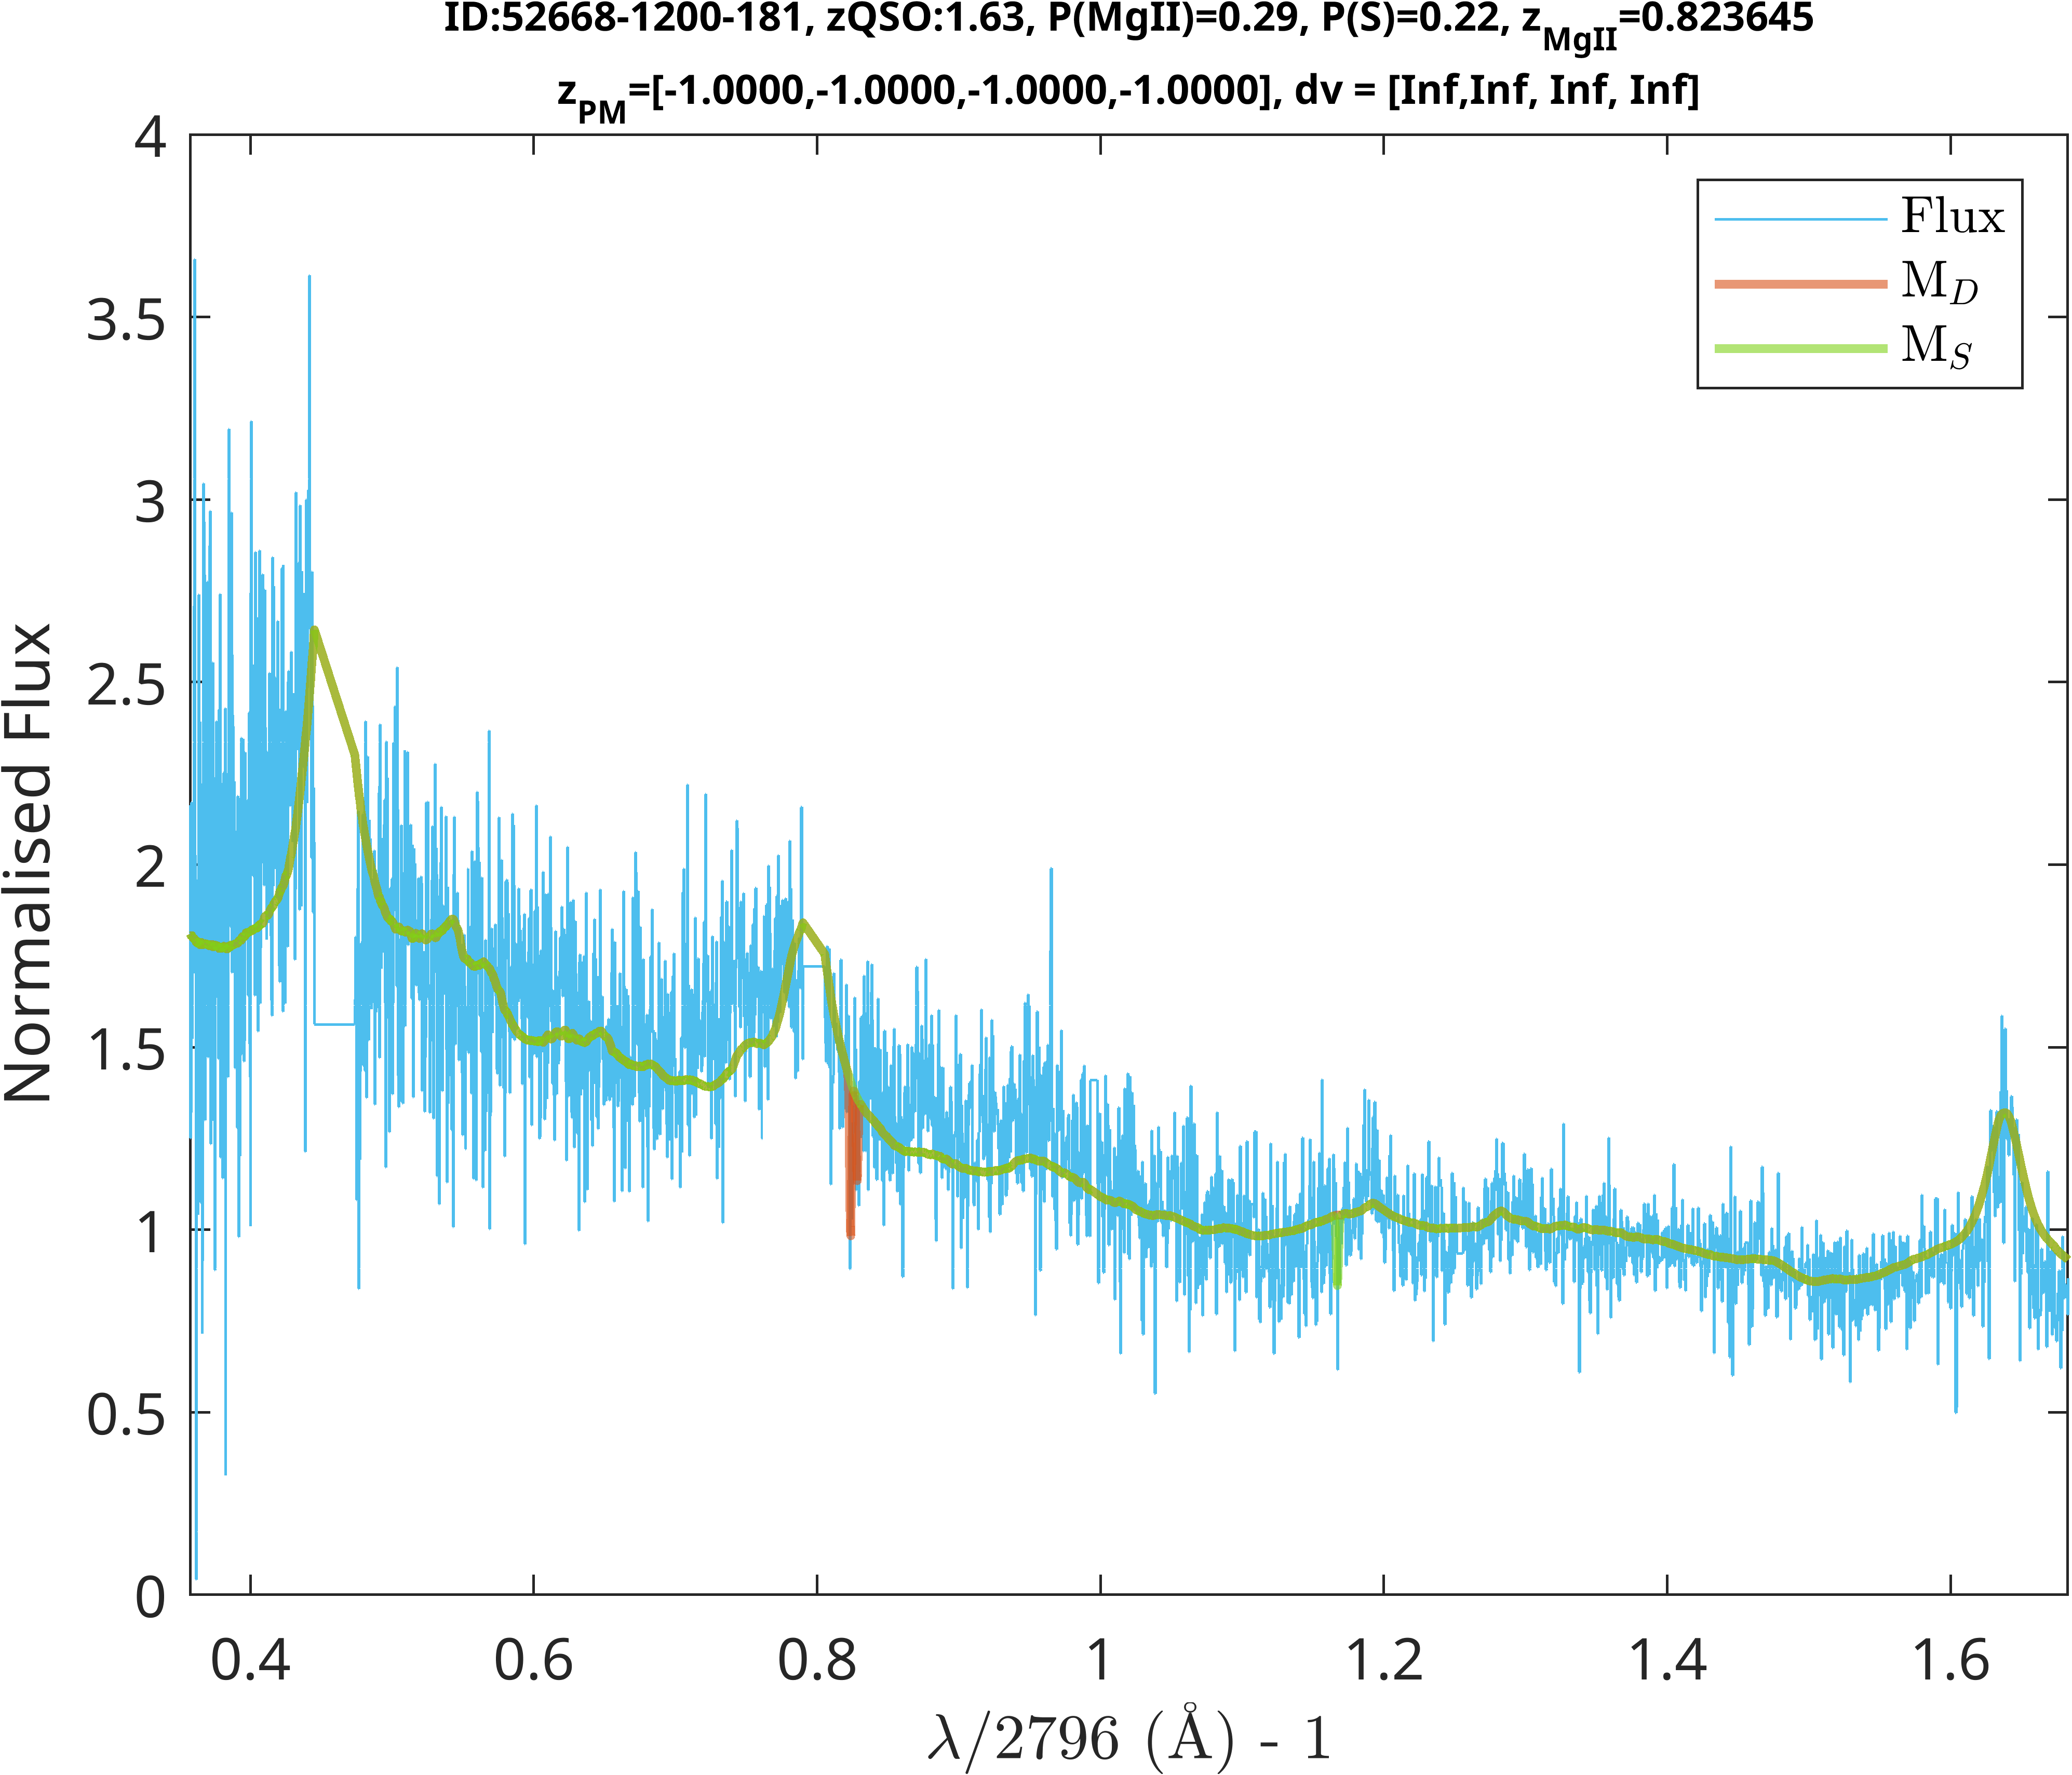 ID:52668-1200-181, zQSO:1.63, P(MgII)=0.29, P(S)=0.22, zMgII=0.823645
zPM=[-1.0000,-1.0000,-1.0000,-1.0000], dv = [Inf,Inf, Inf, Inf]
4
3.5
3
2.5
2
1.5
1
0.5
0
Normalised Flux
Flux
MD
MS
0.4 0.6 0.8 1 1.2 1.4 1.6
λ/2796 (Å) - 1